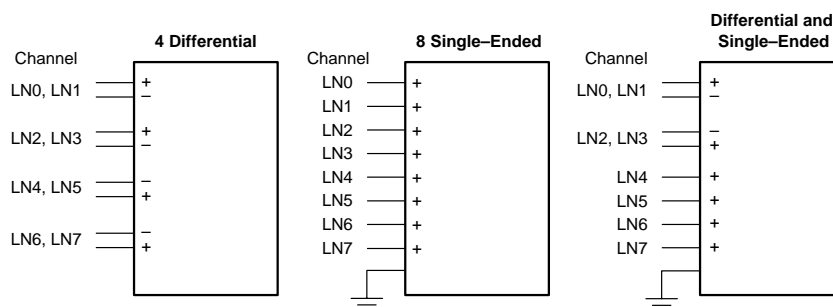 4 Differential
Channel
LN0, LN1
+
–
LN2, LN3
+
–
LN4, LN5
–
+
LN6, LN7
–
+
8 Single–Ended
Channel
LN0
+
LN1
+
LN2
+
LN3
+
LN4
+
LN5
+
LN6
+
LN7
+
Differential and
Single–Ended
Channel
LN0, LN1
+
–
LN2, LN3
–
+
LN4
+
LN5
+
LN6
+
LN7
+